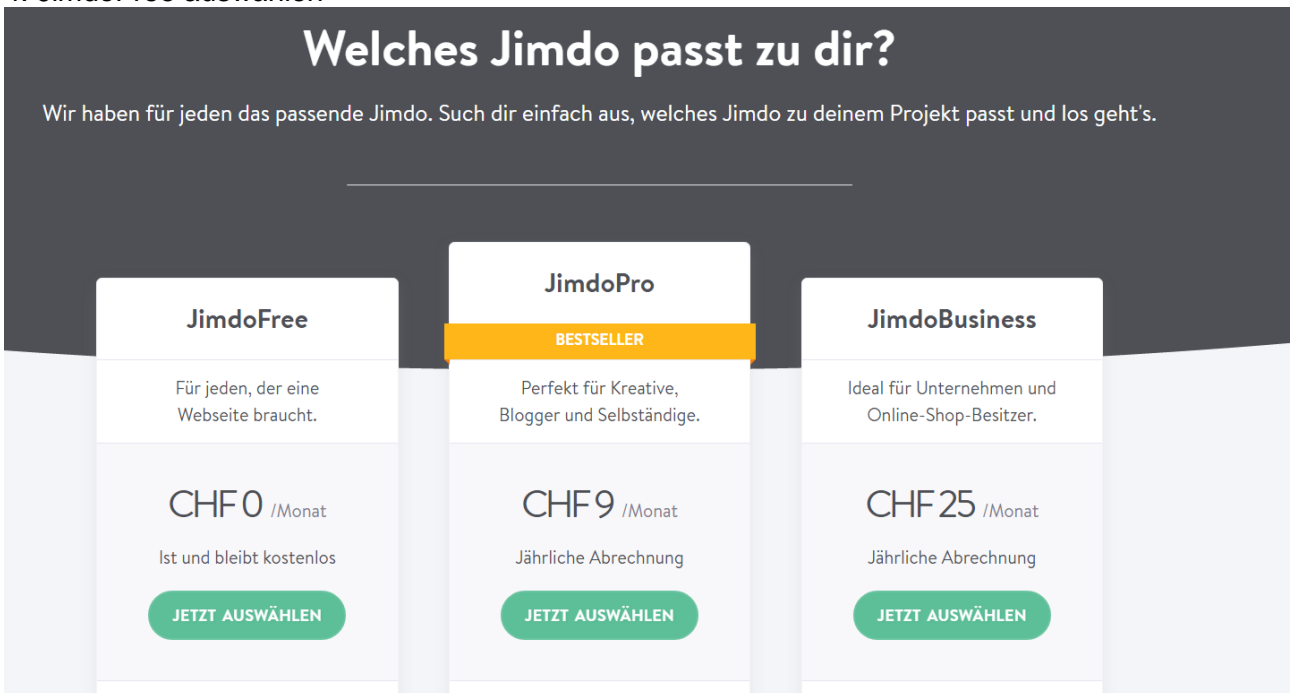 auswählen
Welches Jimdo passt zu dir?
Wir haben für jeden das passende Jimdo. Such dir einfach aus, welches Jimdo zu deinem Projekt passt und los geht's.
JimdoFree
Für jeden, der eine
Webseite braucht.
CHF 0 /Monat
Ist und bleibt kostenlos
JETZT AUSWÄHLEN
JimdoPro
BESTSELLER
Perfekt für Kreative,
Blogger und Selbständige.
CHF 9 /Monat
Jährliche Abrechnung
JETZT AUSWÄHLEN
JimdoBusiness
Ideal für Unternehmen und
Online-Shop-Besitzer.
CHF 25 /Monat
Jährliche Abrechnung
JETZT AUSWÄHLEN